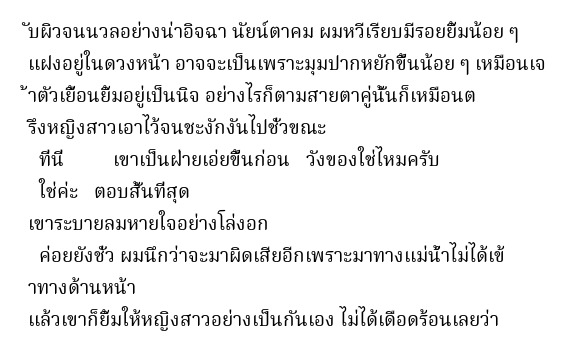 ับผิวจนนวลอย่างน่าอิจฉา นัยน์ตาคม ผมหวีเรียบมีรอยยิ้มน้อย ๆ
แฝงอยู่ในดวงหน้า อาจจะเป็นเพราะมุมปากหยักขึ้นน้อย ๆ เหมือนเจ
้าตัวเยื้อนยิ้มอยู่เป็นนิจ อย่างไรก็ตามสายตาคู่นั้นก็เหมือนต
รึงหญิงสาวเอาไว้จนชะงักงันไปชั่วขณะ
ที่นี่ เขาเป็นฝ่ายเอ่ยขึ้นก่อน วังของใช่ไหมครับ
ใช่ค่ะ ตอบสั้นที่สุด
เขาระบายลมหายใจอย่างโล่งอก
ค่อยยังชั่ว ผมนึกว่าจะมาผิดเสียอีกเพราะมาทางแม่น้ำไม่ได้เข้
าทางด้านหน้า
แล้วเขาก็ยิ้มให้หญิงสาวอย่างเป็นกันเอง ไม่ได้เดือดร้อนเลยว่า